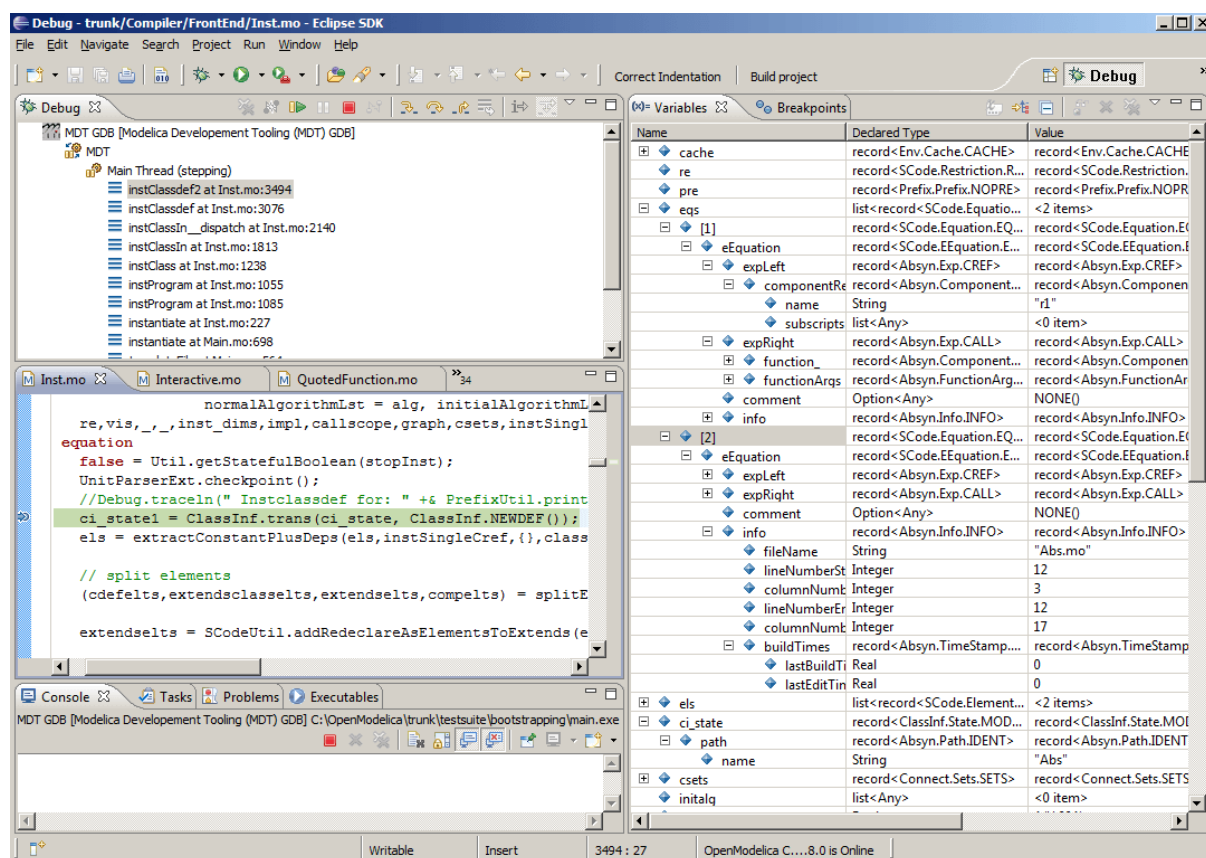 Debug - trunk/Compiler/FrontEnd/Inst.mo - Eclipse SDK
File Edit Navigate Search Project Run Window Help
Correct Indentation Build project Debug
Debug
MDT GDB [Modelica Developement Tooling (MDT) GDB]
MDT
Main Thread (stepping)
instClassdef2 at Inst.mo:3494
instClassdef at Inst.mo:3076
instClassIn__dispatch at Inst.mo:2140
instClassIn at Inst.mo:1813
instClass at Inst.mo:1238
instProgram at Inst.mo:1055
instProgram at Inst.mo:1085
instantiate at Inst.mo:227
instantiate at Main.mo:698
Inst.mo Interactive.mo QuotedFunction.mo »34
normalAlgorithmLst = alg, initialAlgorithmL
re,vis,_,_,inst_dims,impl,callscope,graph,csets,instSingl
equation
false = Util.getStatefulBoolean(stopInst);
UnitParserExt.checkpoint();
//Debug.traceln(" Instclassdef for: " +& PrefixUtil.print
ci_state1 = ClassInf.trans(ci_state, ClassInf.NEWDEF());
els = extractConstantPlusDeps(els,instSingleCref,{},class
// split elements
(cdefelts,extendsclasselts,extendselts,compelts) = splitE
extendselts = SCodeUtil.addRedeclareAsElementsToExtends(e
Console Tasks Problems Executables
MDT GDB [Modelica Developement Tooling (MDT) GDB] C:\OpenModelica\trunk\testsuite\bootstrapping\main.exe
(x)= Variables Breakpoints
Name Declared Type Value
cache record<Env.Cache.CACHE> record<Env.Cache.CACHE
re record<SCode.Restriction.R... record<SCode.Restriction.
pre record<Prefix.Prefix.NOPRE> record<Prefix.Prefix.NOPR
eqs list<record<SCode.Equatio... <2 items>
[1] record<SCode.Equation.EQ... record<SCode.Equation.E
eEquation record<SCode.EEquation.E... record<SCode.EEquation.E
expLeft record<Absyn.Exp.CREF> record<Absyn.Exp.CREF>
componentRe record<Absyn.Component... record<Absyn.Componen
name String "r1"
subscripts list<Any> <0 item>
expRight record<Absyn.Exp.CALL> record<Absyn.Exp.CALL>
function_ record<Absyn.Component... record<Absyn.Componen
functionArgs record<Absyn.FunctionArg... record<Absyn.FunctionAr
comment Option<Any> NONE()
info record<Absyn.Info.INFO> record<Absyn.Info.INFO>
[2] record<SCode.Equation.EQ... record<SCode.Equation.E
eEquation record<SCode.EEquation.E... record<SCode.EEquation.E
expLeft record<Absyn.Exp.CREF> record<Absyn.Exp.CREF>
expRight record<Absyn.Exp.CALL> record<Absyn.Exp.CALL>
comment Option<Any> NONE()
info record<Absyn.Info.INFO> record<Absyn.Info.INFO>
fileName String "Abs.mo"
lineNumberSt Integer 12
columnNumb Integer 3
lineNumberEr Integer 12
columnNumb Integer 17
buildTimes record<Absyn.TimeStamp.... record<Absyn.TimeStamp
lastBuildTi Real 0
lastEditTin Real 0
els list<record<SCode.Element... <2 items>
ci_state record<ClassInf.State.MOD... record<ClassInf.State.MOD
path record<Absyn.Path.IDENT> record<Absyn.Path.IDENT
name String "Abs"
csets record<Connect.Sets.SETS> record<Connect.Sets.SETS
initalg list<Any> <0 item>
Writable Insert 3494 : 27 OpenModelica C....8.0 is Online